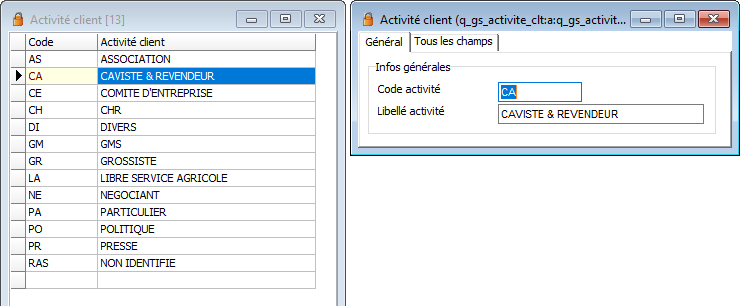 Activité client [13]
Code Activité client
AS ASSOCIATION
CA CAVISTE & REVENDEUR
CE COMITE D'ENTREPRISE
CH CHR
DI DIVERS
GM GMS
GR GROSSISTE
LA LIBRE SERVICE AGRICOLE
NE NEGOCIANT
PA PARTICULIER
PO POLITIQUE
PR PRESSE
RAS NON IDENTIFIE
Activité client (q_gs_activite_clt:a:q_gs_activit...
Général Tous les champs
Infos générales
Code activité CA
Libellé activité CAVISTE & REVENDEUR